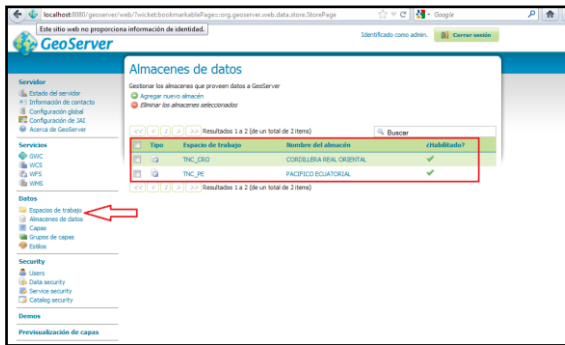 localhost:8080/geoserver/web/?wicket:bookmarkablePage=:org.geoserver.web.data.store.StorePage
Google
Este sitio web no proporciona información de identidad.
GeoServer
Identificado como admin.
Cerrar sesión
Almacenes de datos
Gestionar los almacenes que proveen datos a GeoServer
Agregar nuevo almacén
Eliminar los almacenes seleccionados
<< < 1 > >> Resultados 1 a 2 (de un total de 2 items)
Buscar
Tipo Espacio de trabajo Nombre del almacén ¿Habilitado?
TNC_CRO CORDILLERA REAL ORIENTAL
TNC_PE PACIFICO ECUATORIAL
<< < 1 > >> Resultados 1 a 2 (de un total de 2 items)
Servidor
Estado del servidor
Información de contacto
Configuración global
Configuración de JAI
Acerca de GeoServer
Servicios
GWC
WCS
WFS
WMS
Datos
Espacios de trabajo
Almacenes de datos
Capas
Grupos de capas
Estilos
Security
Users
Data security
Service security
Catalog security
Demos
Previsualización de capas